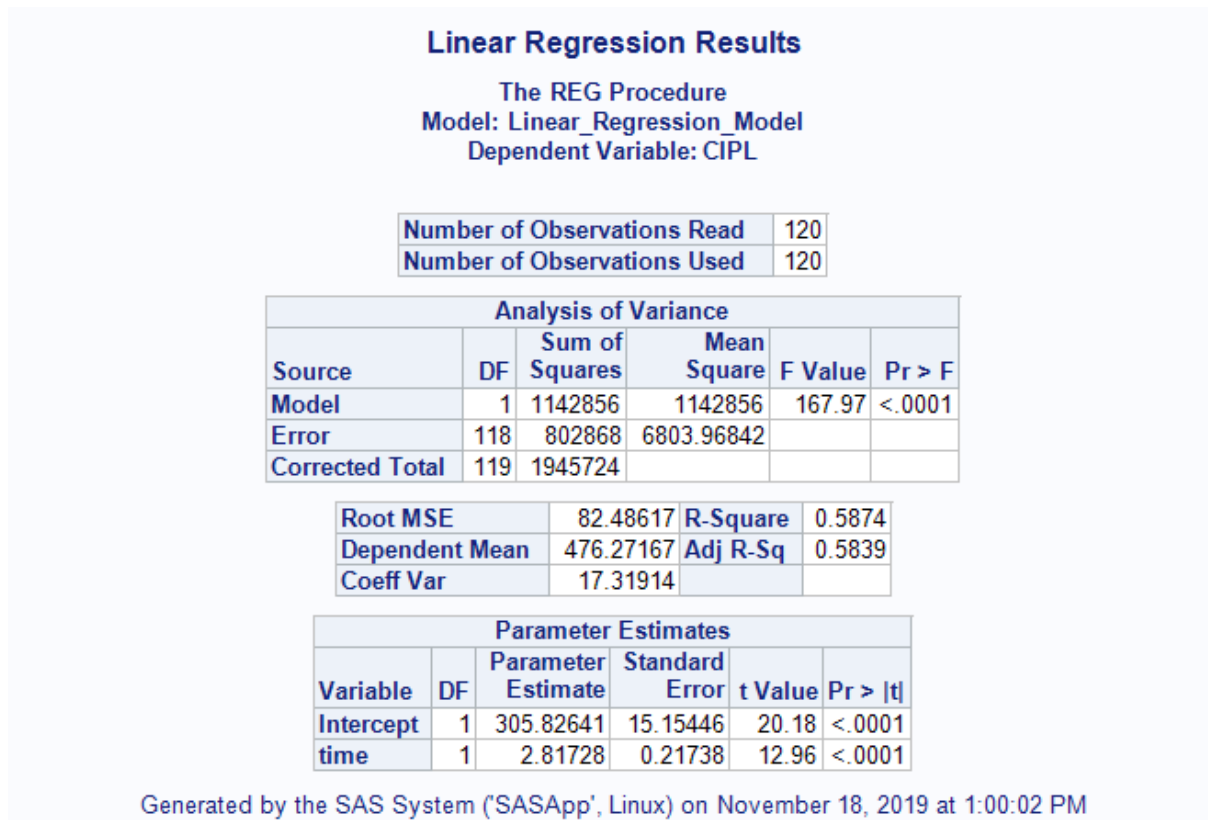 Linear Regression Results
The REG Procedure
Model: Linear_Regression_Model
Dependent Variable: CIPL
Number of Observations Read 120
Number of Observations Used 120
Analysis of Variance
Source DF Sum of Squares Mean Square F Value Pr > F
Model 1 1142856 1142856 167.97 <.0001
Error 118 802868 6803.96842
Corrected Total 119 1945724
Root MSE 82.48617 R-Square 0.5874
Dependent Mean 476.27167 Adj R-Sq 0.5839
Coeff Var 17.31914
Parameter Estimates
Variable DF Parameter Estimate Standard Error t Value Pr > |t|
Intercept 1 305.82641 15.15446 20.18 <.0001
time 1 2.81728 0.21738 12.96 <.0001
Generated by the SAS System ('SASApp', Linux) on November 18, 2019 at 1:00:02 PM